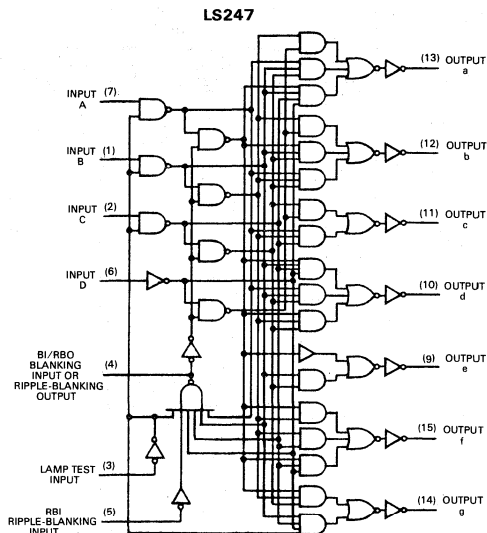 LS247
INPUT
A
(7)
INPUT
B
(1)
INPUT
C
(2)
INPUT
D
(6)
BI/RBO
BLANKING
INPUT OR
RIPPLE-BLANKING
OUTPUT
(4)
LAMP TEST
INPUT
(3)
RBI
RIPPLE-BLANKING
INPUT
(5)
(13) OUTPUT
a
(12) OUTPUT
b
(11) OUTPUT
c
(10) OUTPUT
d
(9) OUTPUT
e
(15) OUTPUT
f
(14) OUTPUT
g